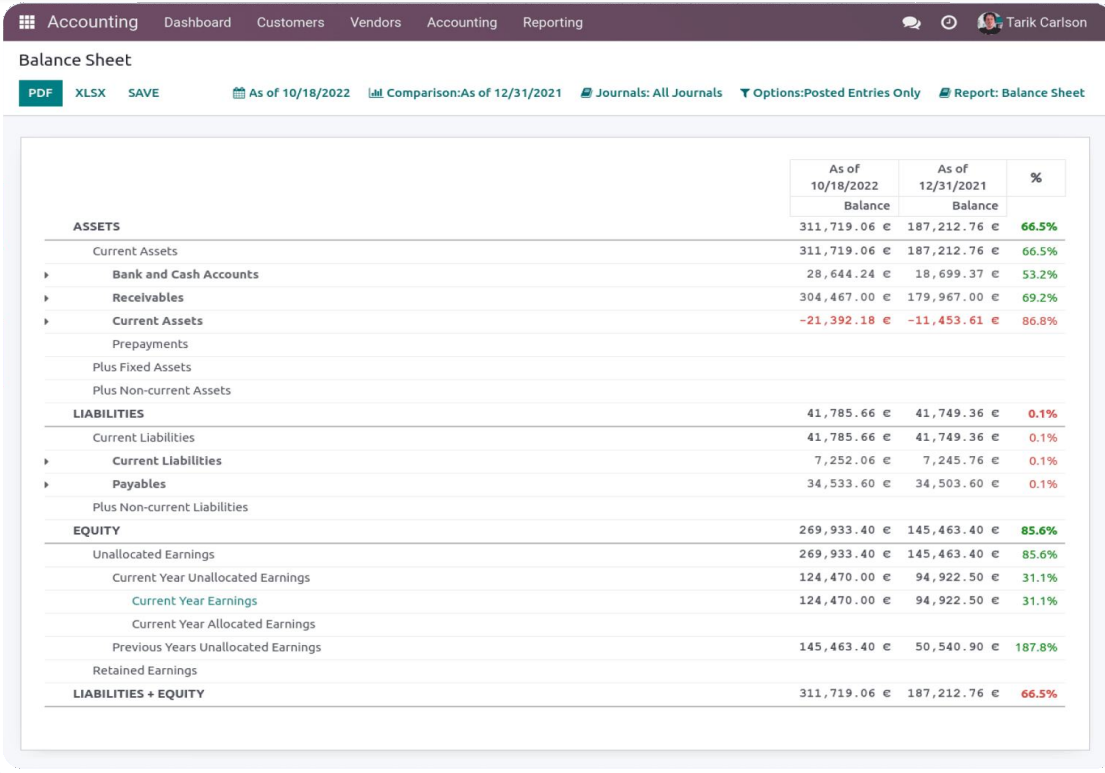 Accounting Dashboard Customers Vendors Accounting Reporting Tarik Carlson
Balance Sheet
PDF XLSX SAVE As of 10/18/2022 Comparison:As of 12/31/2021 Journals: All Journals Options:Posted Entries Only Report: Balance Sheet
As of 10/18/2022 As of 12/31/2021 %
Balance Balance
ASSETS 311,719.06 € 187,212.76 € 66.5%
Current Assets 311,719.06 € 187,212.76 € 66.5%
Bank and Cash Accounts 28,644.24 € 18,699.37 € 53.2%
Receivables 304,467.00 € 179,967.00 € 69.2%
Current Assets -21,392.18 € -11,453.61 € 86.8%
Prepayments
Plus Fixed Assets
Plus Non-current Assets
LIABILITIES 41,785.66 € 41,749.36 € 0.1%
Current Liabilities 41,785.66 € 41,749.36 € 0.1%
Current Liabilities 7,252.06 € 7,245.76 € 0.1%
Payables 34,533.60 € 34,503.60 € 0.1%
Plus Non-current Liabilities
EQUITY 269,933.40 € 145,463.40 € 85.6%
Unallocated Earnings 269,933.40 € 145,463.40 € 85.6%
Current Year Unallocated Earnings 124,470.00 € 94,922.50 € 31.1%
Current Year Earnings 124,470.00 € 94,922.50 € 31.1%
Current Year Allocated Earnings
Previous Years Unallocated Earnings 145,463.40 € 50,540.90 € 187.8%
Retained Earnings
LIABILITIES + EQUITY 311,719.06 € 187,212.76 € 66.5%